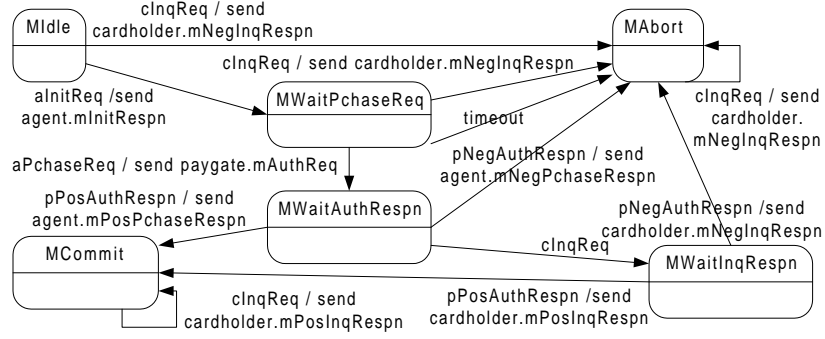 cInqReq / send
cardholder.mNegInqRespn
MIdle
MAbort
cInqReq / send cardholder.mNegInqRespn
aInitReq /send
agent.mInitRespn
MWaitPchaseReq
timeout
cInqReq / send
cardholder.
mNegInqRespn
aPchaseReq / send paygate.mAuthReq
pNegAuthRespn / send
agent.mNegPchaseRespn
pPosAuthRespn / send
agent.mPosPchaseRespn
MWaitAuthRespn
pNegAuthRespn /send
cardholder.mNegInqRespn
cInqReq
MCommit
MWaitInqRespn
cInqReq / send
cardholder.mPosInqRespn
pPosAuthRespn /send
cardholder.mPosInqRespn